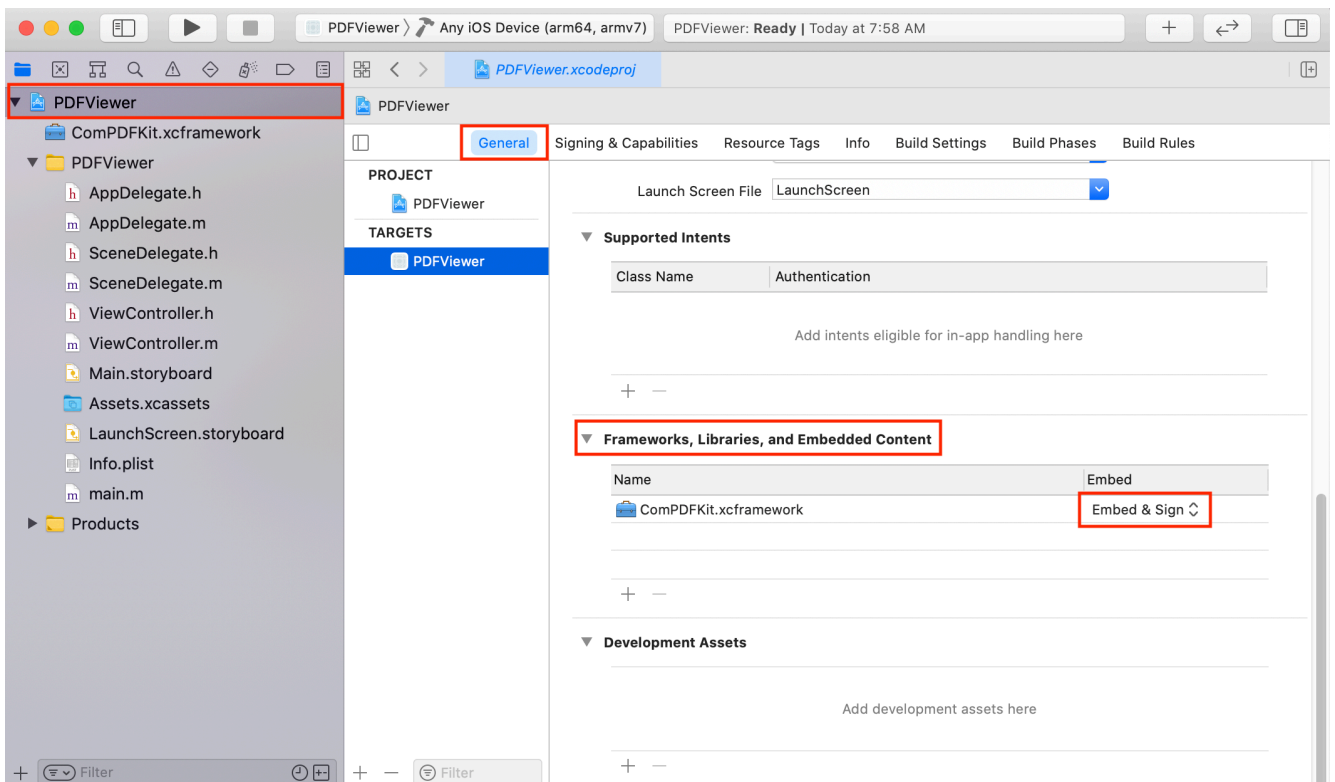 PDFViewer 〉 Any iOS Device (arm64, armv7)
PDFViewer: Ready | Today at 7:58 AM
PDFViewer.xcodeproj
PDFViewer
ComPDFKit.xcframework
PDFViewer
h AppDelegate.h
m AppDelegate.m
h SceneDelegate.h
m SceneDelegate.m
h ViewController.h
m ViewController.m
Main.storyboard
Assets.xcassets
LaunchScreen.storyboard
Info.plist
m main.m
Products
Filter
PDFViewer
General Signing & Capabilities Resource Tags Info Build Settings Build Phases Build Rules
PROJECT
PDFViewer
TARGETS
PDFViewer
Filter
Launch Screen File LaunchScreen
Supported Intents
Class Name Authentication
Add intents eligible for in-app handling here
Frameworks, Libraries, and Embedded Content
Name Embed
ComPDFKit.xcframework Embed & Sign
Development Assets
Add development assets here